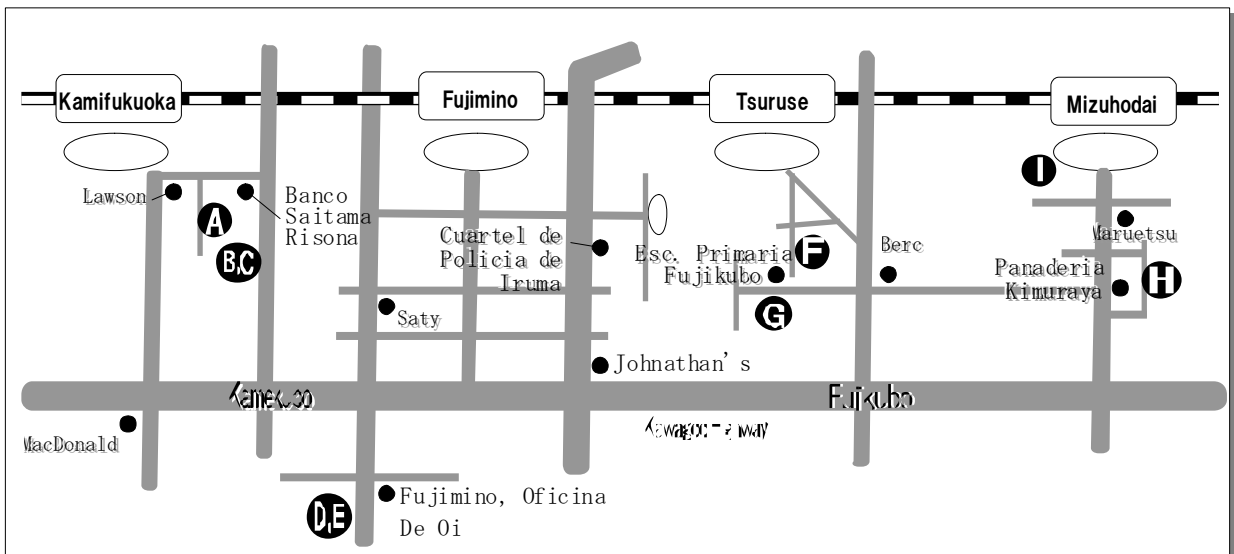 Kamifukuoka
Fujimino
Tsuruse
Mizuhodai
I
Lawson
Banco
Saitama
Risona
A
B,C
Cuartel de
Policia de
Iruma
Esc. Primaria
Fujikubo
F
G
Berc
Maruetsu
Panaderia
Kimuraya
H
Saty
Johnathan's
Kamekubo
Fujikubo
MacDonald
D,E
Fujimino, Oficina
De Oi